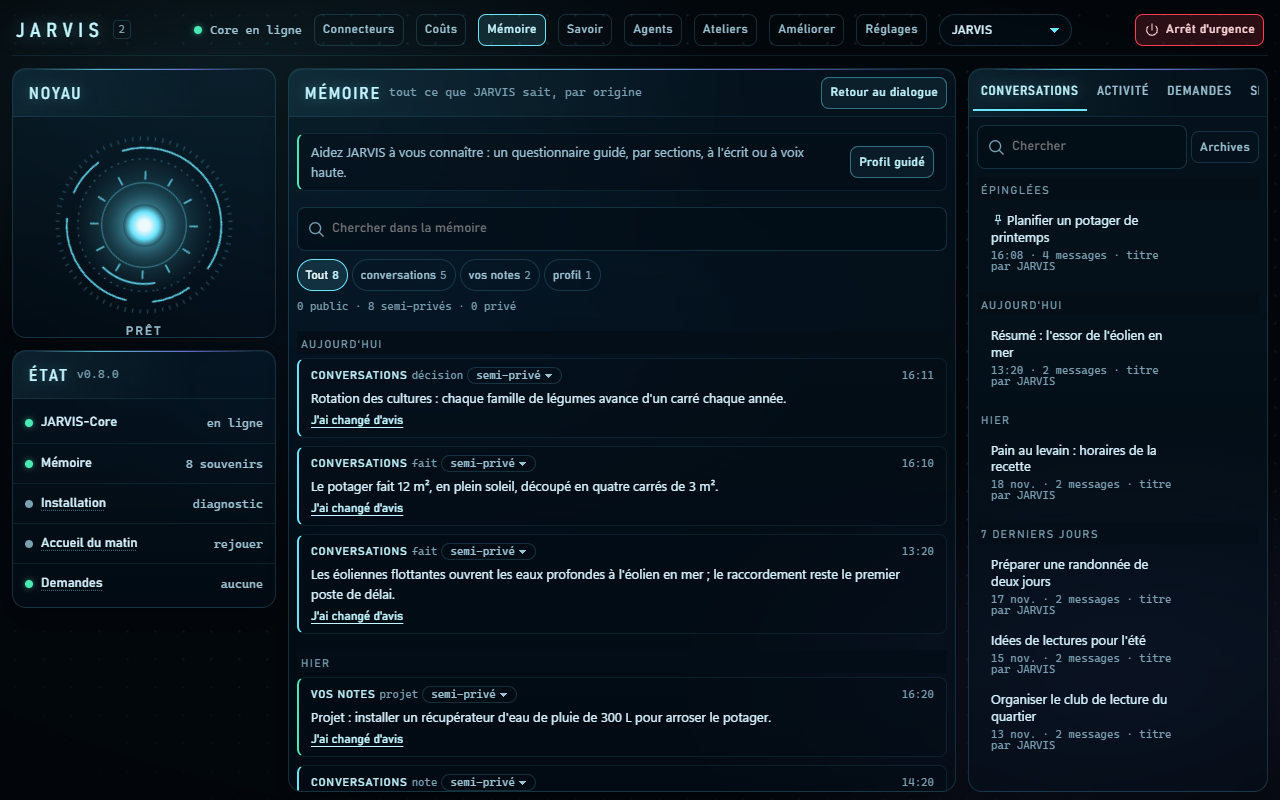 JARVIS 2
Core en ligne
Connecteurs
Coûts
Mémoire
Savoir
Agents
Ateliers
Améliorer
Réglages
JARVIS
Arrêt d'urgence
NOYAU
PRÊT
ÉTAT v0.8.0
JARVIS-Core en ligne
Mémoire 8 souvenirs
Installation diagnostic
Accueil du matin rejouer
Demandes aucune
MÉMOIRE tout ce que JARVIS sait, par origine
Retour au dialogue
Aidez JARVIS à vous connaître : un questionnaire guidé, par sections, à l'écrit ou à voix
haute.
Profil guidé
Chercher dans la mémoire
Tout 8
conversations 5
vos notes 2
profil 1
0 public · 8 semi-privés · 0 privé
AUJOURD'HUI
CONVERSATIONS décision semi-privé 16:11
Rotation des cultures : chaque famille de légumes avance d'un carré chaque année.
J'ai changé d'avis
CONVERSATIONS fait semi-privé 16:10
Le potager fait 12 m², en plein soleil, découpé en quatre carrés de 3 m².
J'ai changé d'avis
CONVERSATIONS fait semi-privé 13:20
Les éoliennes flottantes ouvrent les eaux profondes à l'éolien en mer ; le raccordement reste le premier
poste de délai.
J'ai changé d'avis
HIER
VOS NOTES projet semi-privé 16:20
Projet : installer un récupérateur d'eau de pluie de 300 L pour arroser le potager.
J'ai changé d'avis
CONVERSATIONS note semi-privé 14:20
CONVERSATIONS
ACTIVITÉ
DEMANDES
Chercher
Archives
ÉPINGLÉES
Planifier un potager de
printemps
16:08 · 4 messages · titre
par JARVIS
AUJOURD'HUI
Résumé : l'essor de l'éolien en
mer
13:20 · 2 messages · titre
par JARVIS
HIER
Pain au levain : horaires de la
recette
18 nov. · 2 messages · titre
par JARVIS
7 DERNIERS JOURS
Préparer une randonnée de
deux jours
17 nov. · 2 messages · titre
par JARVIS
Idées de lectures pour l'été
15 nov. · 2 messages · titre
par JARVIS
Organiser le club de lecture du
quartier
13 nov. · 2 messages · titre
par JARVIS